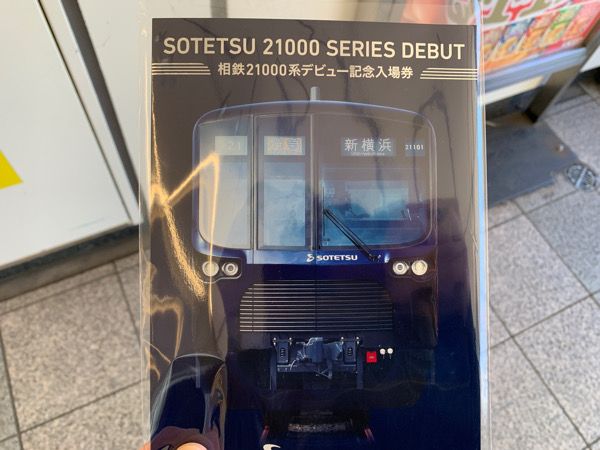 SOTETSU 21000 SERIES DEBUT
相鉄21000系デビュー記念入場券
新横浜
21101
SOTETSU